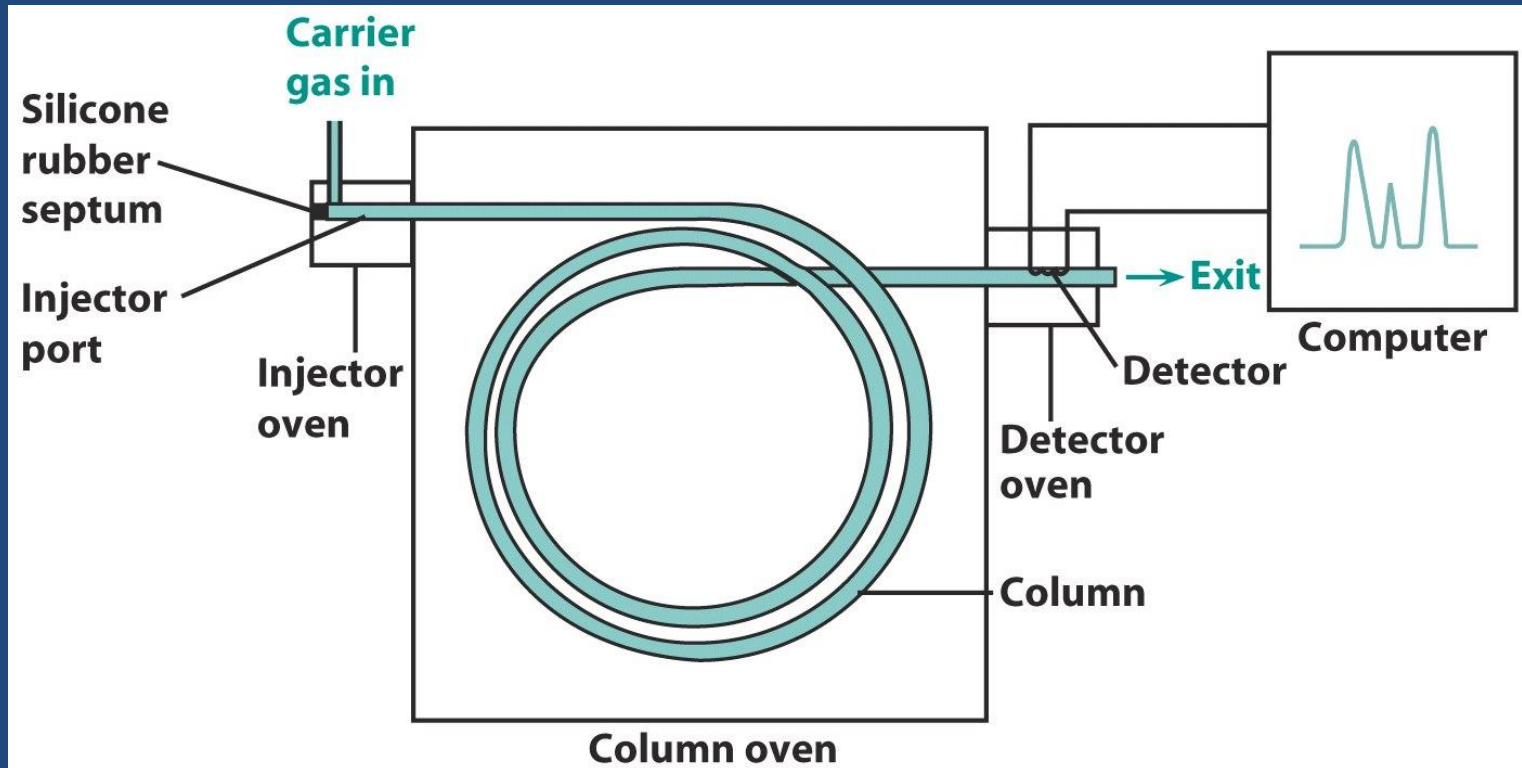 Carrier
gas in
Silicone
rubber
septum
Injector
port
Injector
oven
Exit
Computer
Detector
Detector
oven
Column
Column oven